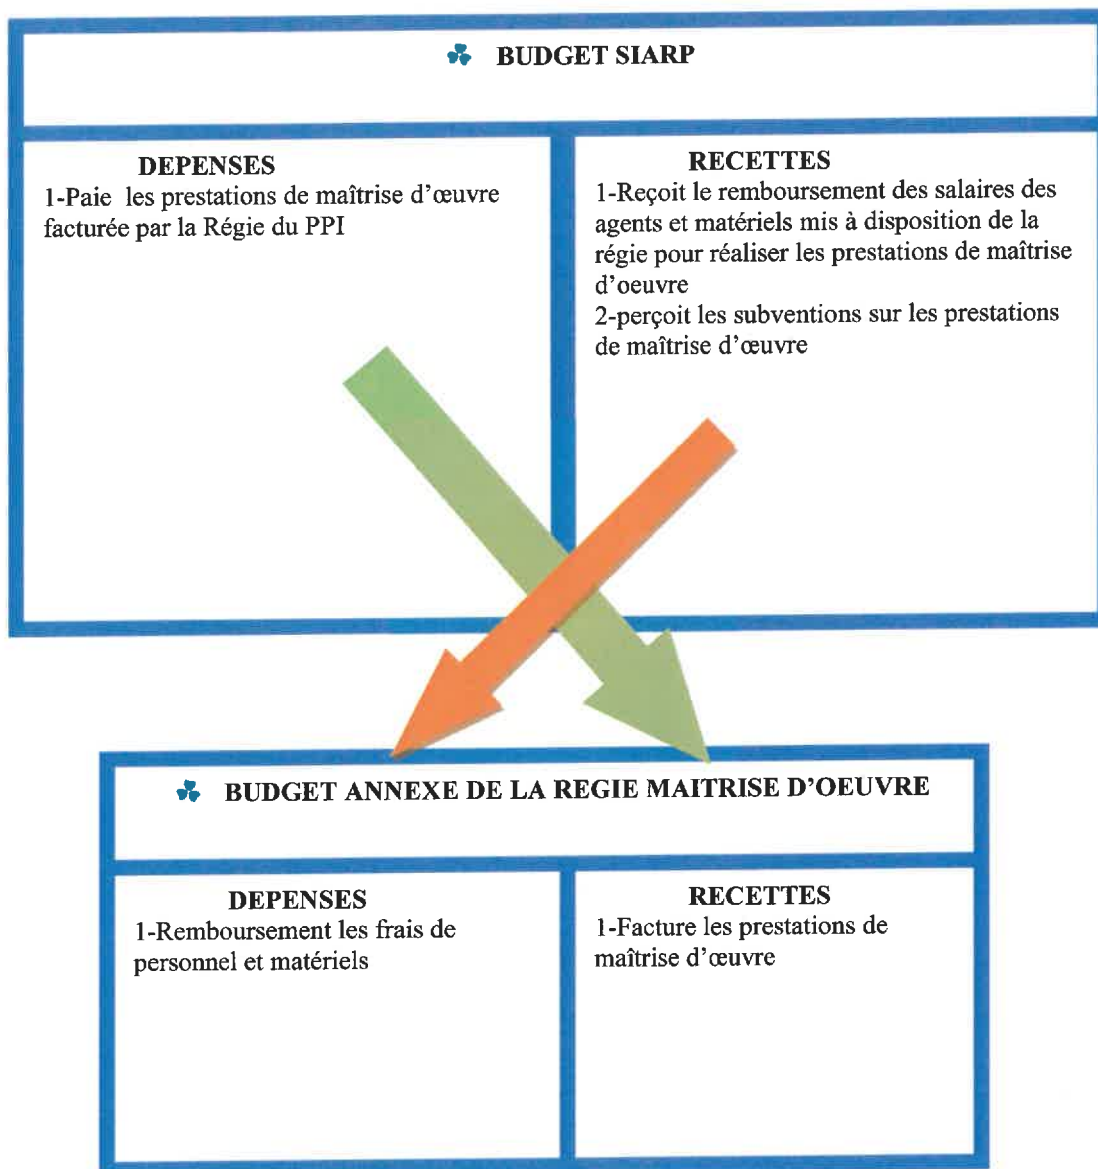 BUDGET SIARP
DEPENSES
1-Paie les prestations de maîtrise d'œuvre
facturée par la Régie du PPI
RECETTES
1-Reçoit le remboursement des salaires des
agents et matériels mis à disposition de la
régie pour réaliser les prestations de maîtrise
d'oeuvre
2-perçoit les subventions sur les prestations
de maîtrise d'œuvre
BUDGET ANNEXE DE LA REGIE MAITRISE D'OEUVRE
DEPENSES
1-Remboursement les frais de
personnel et matériels
RECETTES
1-Facture les prestations de
maîtrise d'œuvre